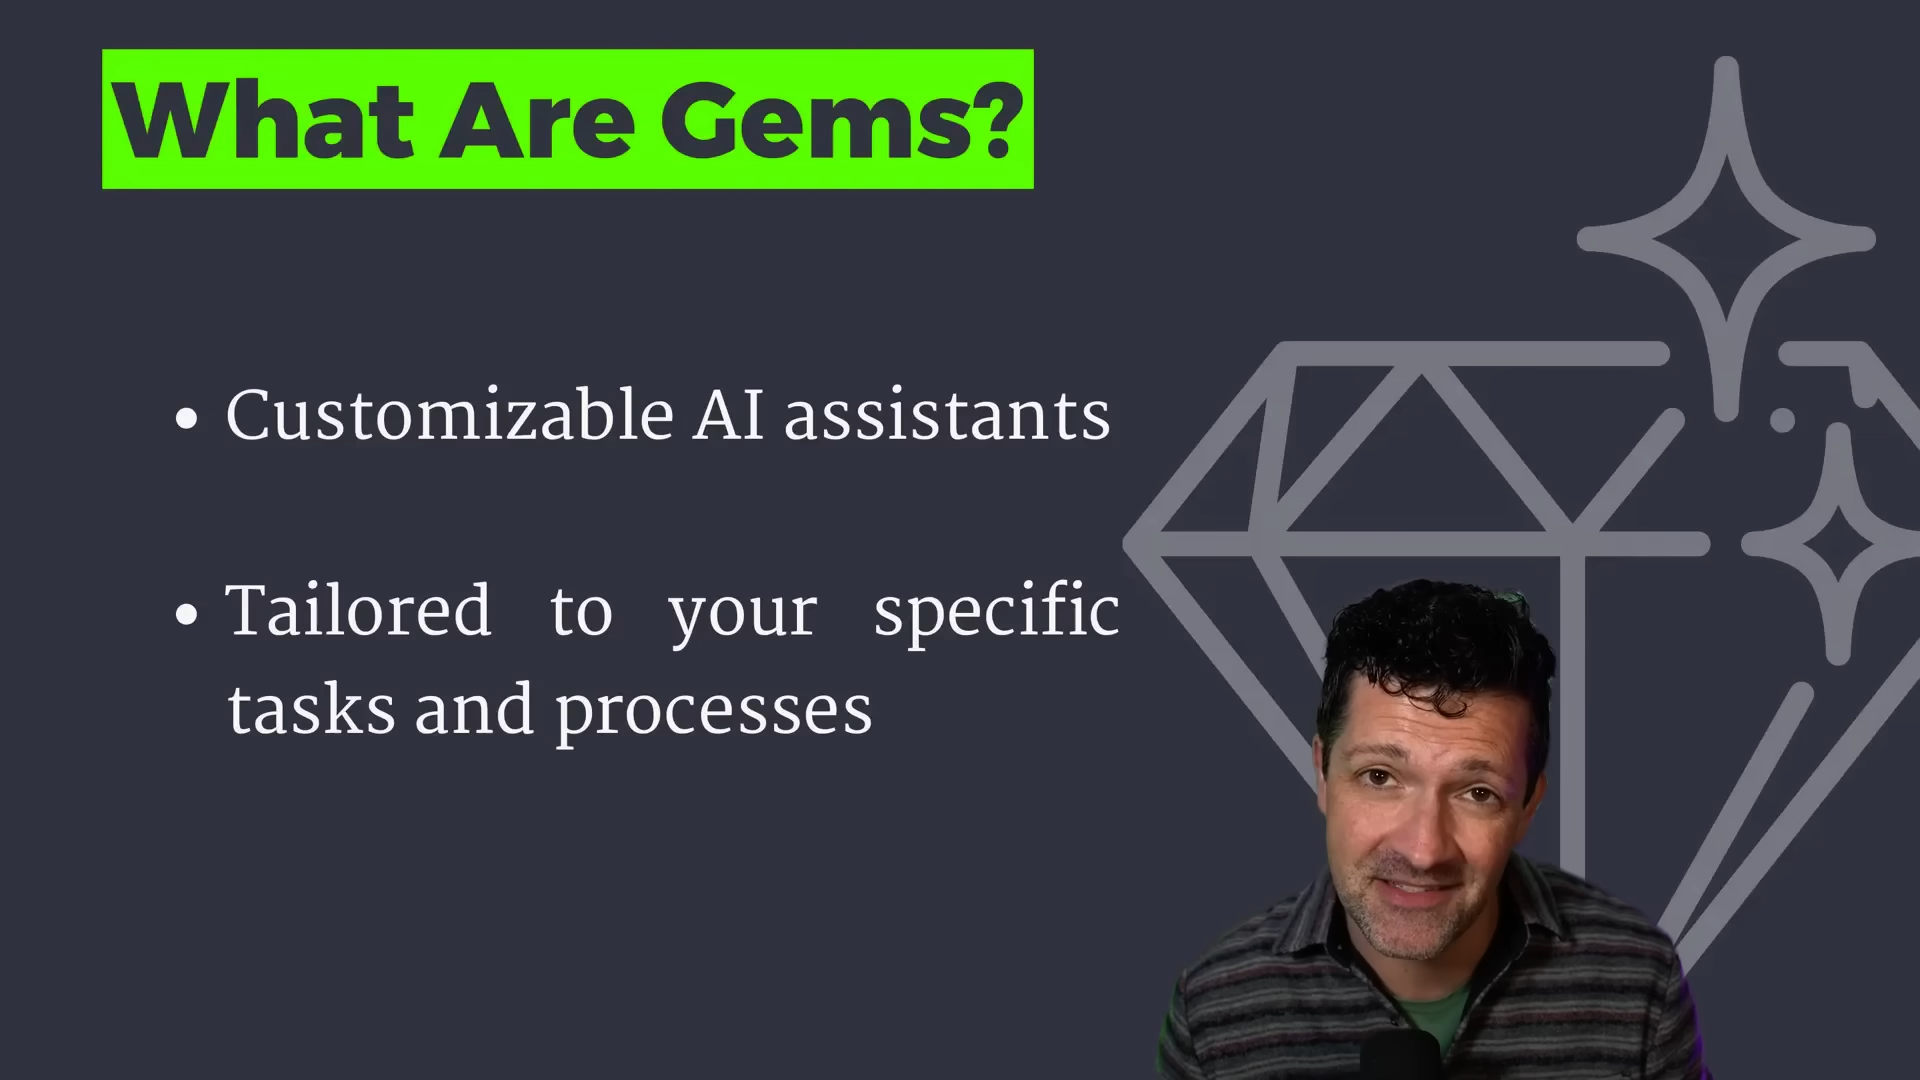 What Are Gems?
• Customizable AI assistants
• Tailored to your specific
tasks and processes